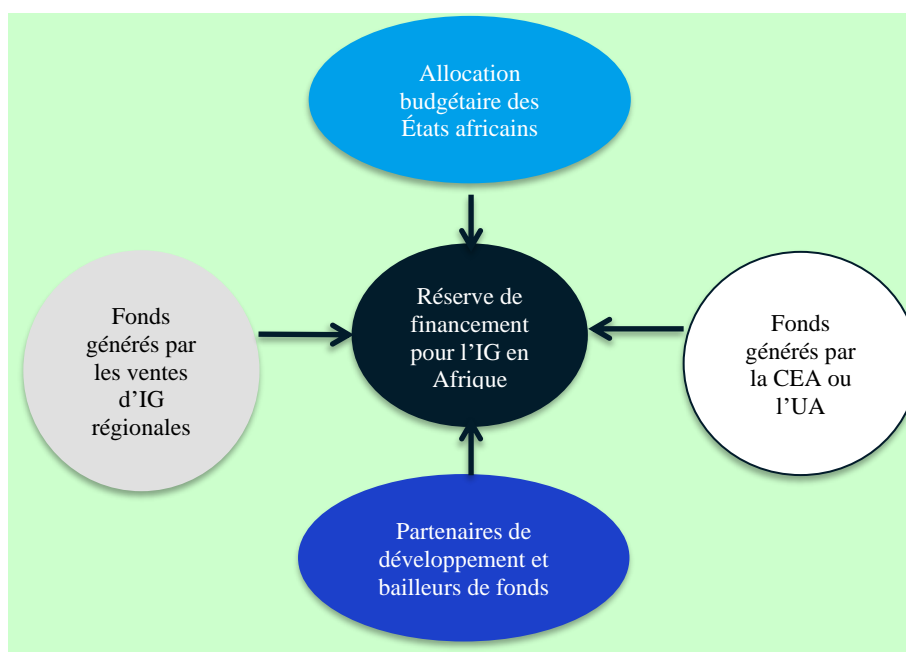 Allocation
budgétaire des
États africains
Fonds
générés par
les ventes
d’IG
régionales
Réserve de
financement
pour l’IG en
Afrique
Fonds
générés par
la CEA ou
l’UA
Partenaires de
développement et
bailleurs de fonds